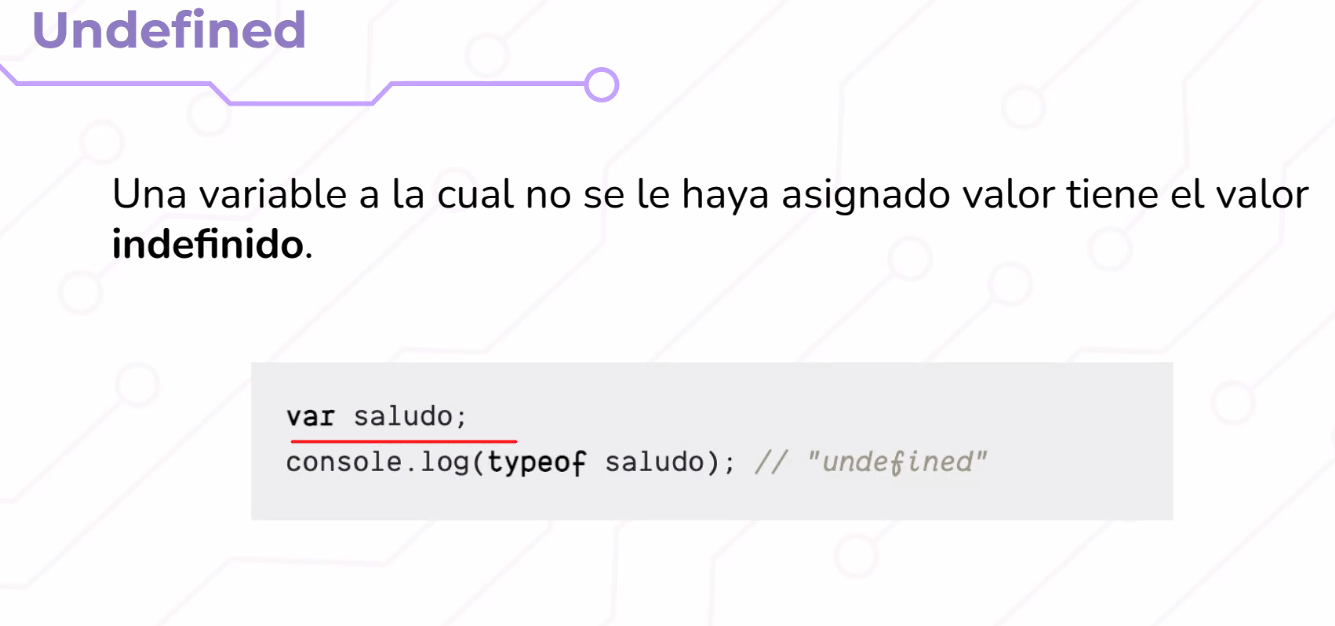 Undefined
Una variable a la cual no se le haya asignado valor tiene el valor
indefinido.
var saludo;
console.log(typeof saludo); // "undefined"